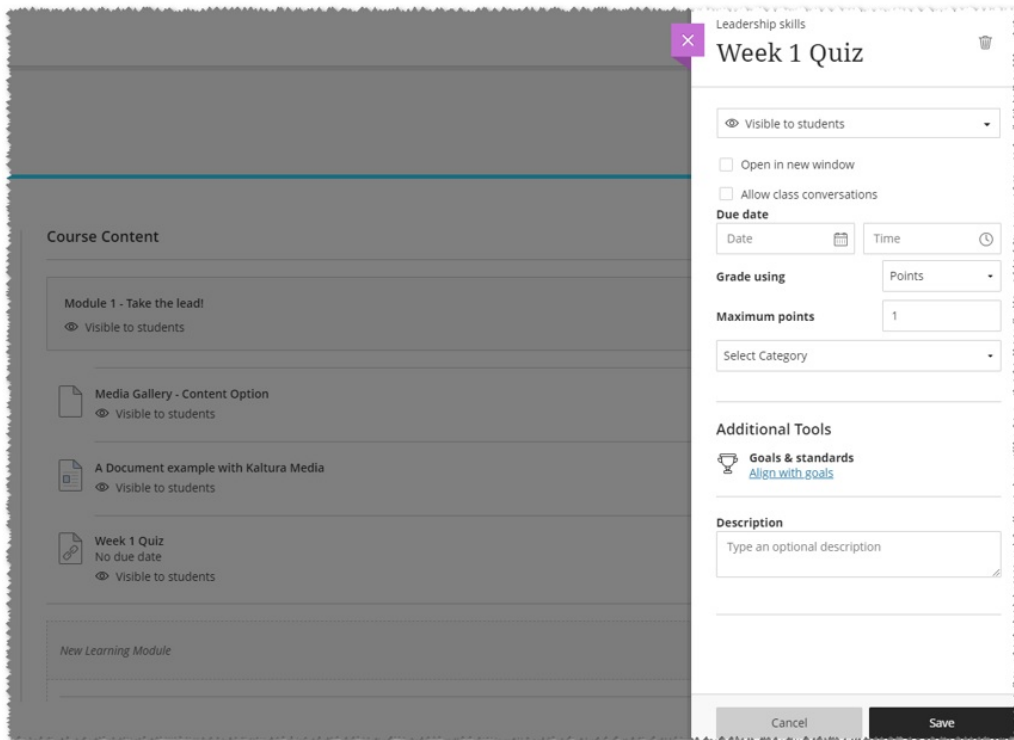 Leadership skills
Week 1 Quiz
Visible to students
Open in new window
Allow class conversations
Due date
Date
Time
Grade using
Points
Maximum points
1
Select Category
Additional Tools
Goals & standards
Align with goals
Description
Type an optional description
Cancel
Save
Course Content
Module 1 - Take the lead!
Visible to students
Media Gallery - Content Option
Visible to students
A Document example with Kaltura Media
Visible to students
Week 1 Quiz
No due date
Visible to students
New Learning Module